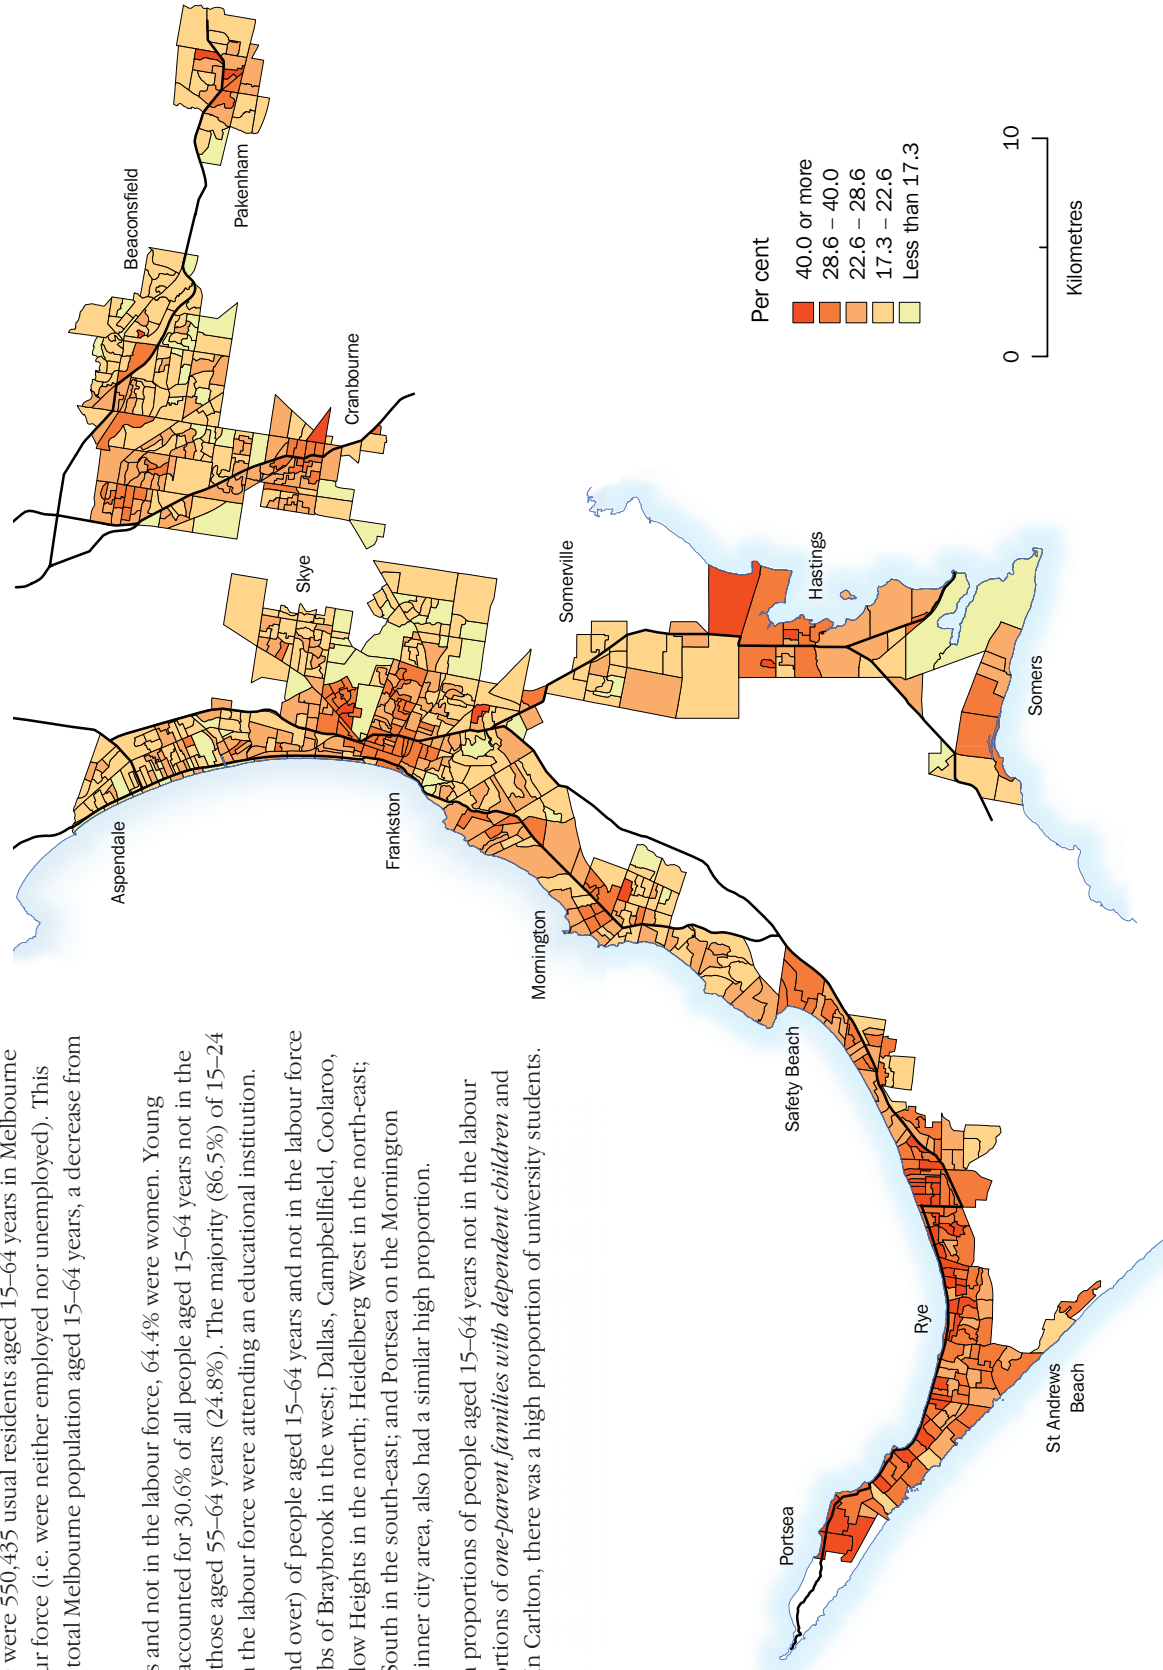 were 550,435 usual residents aged 15–64 years in Melbourne
ur force (i.e. were neither employed nor unemployed). This
total Melbourne population aged 15–64 years, a decrease from
s and not in the labour force, 64.4% were women. Young
accounted for 30.6% of all people aged 15–64 years not in the
those aged 55–64 years (24.8%). The majority (86.5%) of 15–24
n the labour force were attending an educational institution.
nd over) of people aged 15–64 years and not in the labour force
bs of Braybrook in the west; Dallas, Campbellfield, Coolaroo,
low Heights in the north; Heidelberg West in the north-east;
South in the south-east; and Portsea on the Mornington
inner city area, also had a similar high proportion.
n proportions of people aged 15–64 years not in the labour
ortions of one-parent families with dependent children and
in Carlton, there was a high proportion of university students.
Beaconsfield
Pakenham
Cranbourne
Skye
Aspendale
Frankston
Somerville
Hastings
Somers
Mornington
Safety Beach
Rye
St Andrews
Beach
Portsea
Per cent
40.0 or more
28.6 – 40.0
22.6 – 28.6
17.3 – 22.6
Less than 17.3
0
10
Kilometres